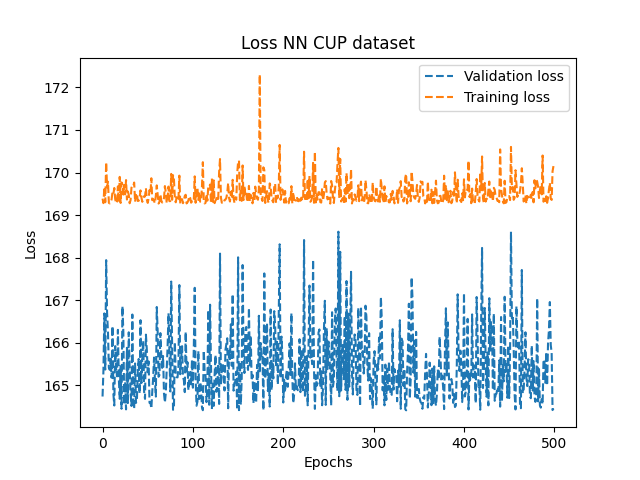 Loss NN CUP dataset
Validation loss
Training loss
172
171
170
169
168
167
166
165
Loss
0
100
200
300
400
500
Epochs